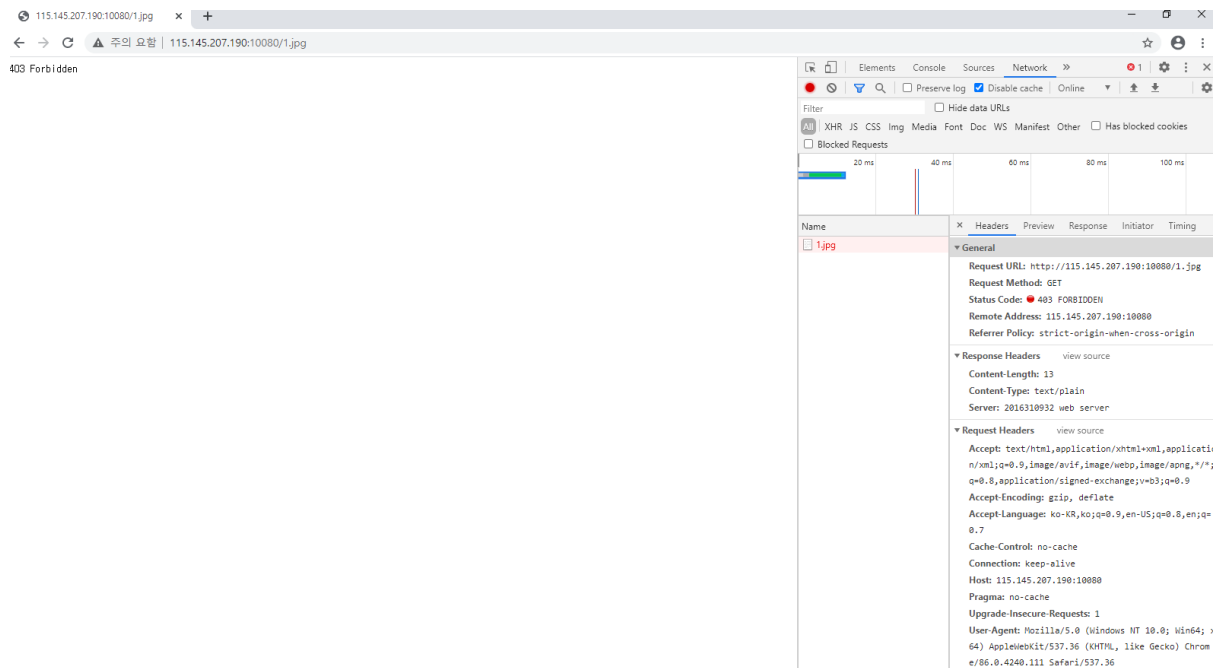 115.145.207.190:10080/1.jpg
주의 요함 | 115.145.207.190:10080/1.jpg
403 Forbidden
Elements Console Sources Network » 1
Preserve log Disable cache Online
Filter Hide data URLs
All XHR JS CSS Img Media Font Doc WS Manifest Other Has blocked cookies
Blocked Requests
20 ms 40 ms 60 ms 80 ms 100 ms
Name
1.jpg
× Headers Preview Response Initiator Timing
General
Request URL: http://115.145.207.190:10080/1.jpg
Request Method: GET
Status Code: 403 FORBIDDEN
Remote Address: 115.145.207.190:10080
Referrer Policy: strict-origin-when-cross-origin
Response Headers view source
Content-Length: 13
Content-Type: text/plain
Server: 2016310932 web server
Request Headers view source
Accept: text/html,application/xhtml+xml,applicatio
n/xml;q=0.9,image/avif,image/webp,image/apng,*/*;
q=0.8,application/signed-exchange;v=b3;q=0.9
Accept-Encoding: gzip, deflate
Accept-Language: ko-KR,ko;q=0.9,en-US;q=0.8,en;q=
0.7
Cache-Control: no-cache
Connection: keep-alive
Host: 115.145.207.190:10080
Pragma: no-cache
Upgrade-Insecure-Requests: 1
User-Agent: Mozilla/5.0 (Windows NT 10.0; Win64; x
64) AppleWebKit/537.36 (KHTML, like Gecko) Chrom
e/86.0.4240.111 Safari/537.36